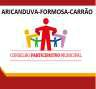 ARICANDUVA-FORMOSA-CARRÃO
CONSELHO PARTICIPATIVO MUNICIPAL